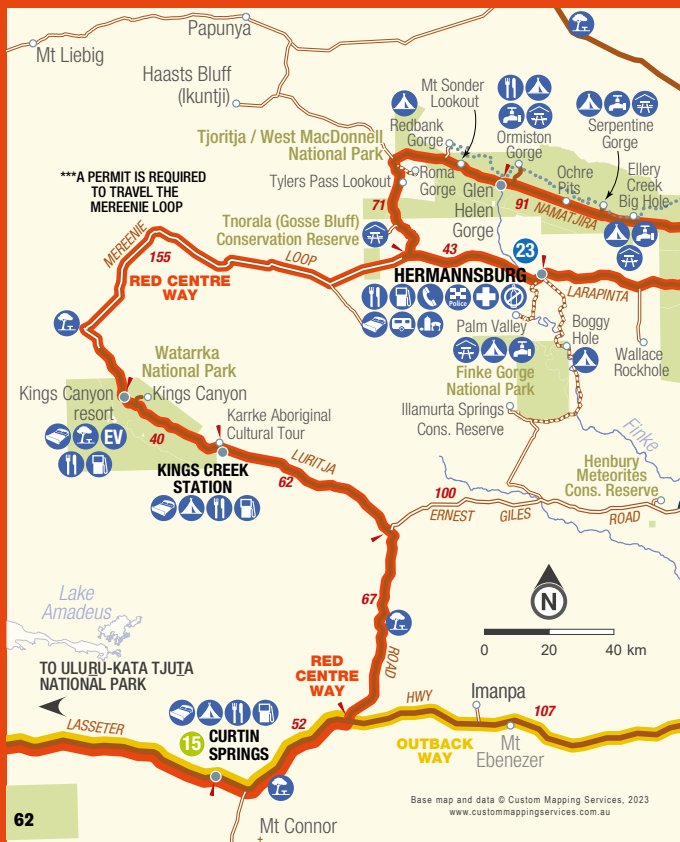 Papunya
Mt Liebig
Haasts Bluff
(Ikuntji)
Mt Sonder
Lookout
Redbank
Gorge
Ormiston
Gorge
Serpentine
Gorge
Tjoritja / West MacDonnell
National Park
Tylers Pass Lookout
Roma
Gorge
Glen
Helen
Gorge
Ochre
Pits
Ellery
Creek
Big Hole
***A PERMIT IS REQUIRED
TO TRAVEL THE
MEREENIE LOOP
71
91
NAMATJIRA
Tnorala (Gosse Bluff)
Conservation Reserve
MEREENIE
155
LOOP
43
23
RED CENTRE
WAY
HERMANNSBURG
LARAPINTA
Police
Palm Valley
Boggy
Hole
Wallace
Rockhole
Finke Gorge
National Park
Watarrka
National Park
Kings Canyon
resort
Kings Canyon
EV
40
Karrke Aboriginal
Cultural Tour
Illamurta Springs
Cons. Reserve
Finke
KINGS CREEK
STATION
LURITJA
62
Henbury
Meteorites
Cons. Reserve
100
ERNEST GILES ROAD
Lake
Amadeus
67
ROAD
N
0 20 40 km
TO ULURU-KATA TJUTA
NATIONAL PARK
RED
CENTRE
WAY
LASSETER
15
CURTIN
SPRINGS
52
HWY
Imanpa
107
OUTBACK
WAY
Mt
Ebenezer
Mt Connor
Base map and data © Custom Mapping Services, 2023
www.custommappingservices.com.au
62